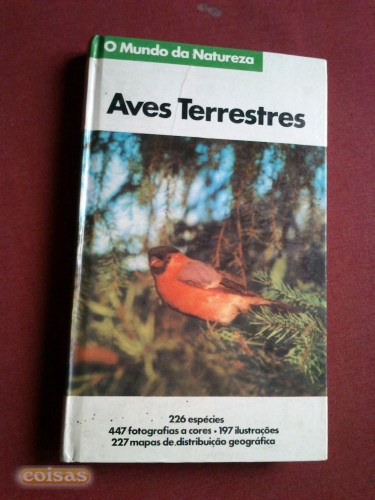 O Mundo da Natureza
Aves Terrestres
226 espécies
447 fotografias a cores • 197 ilustrações
227 mapas de distribuição geográfica
coisas